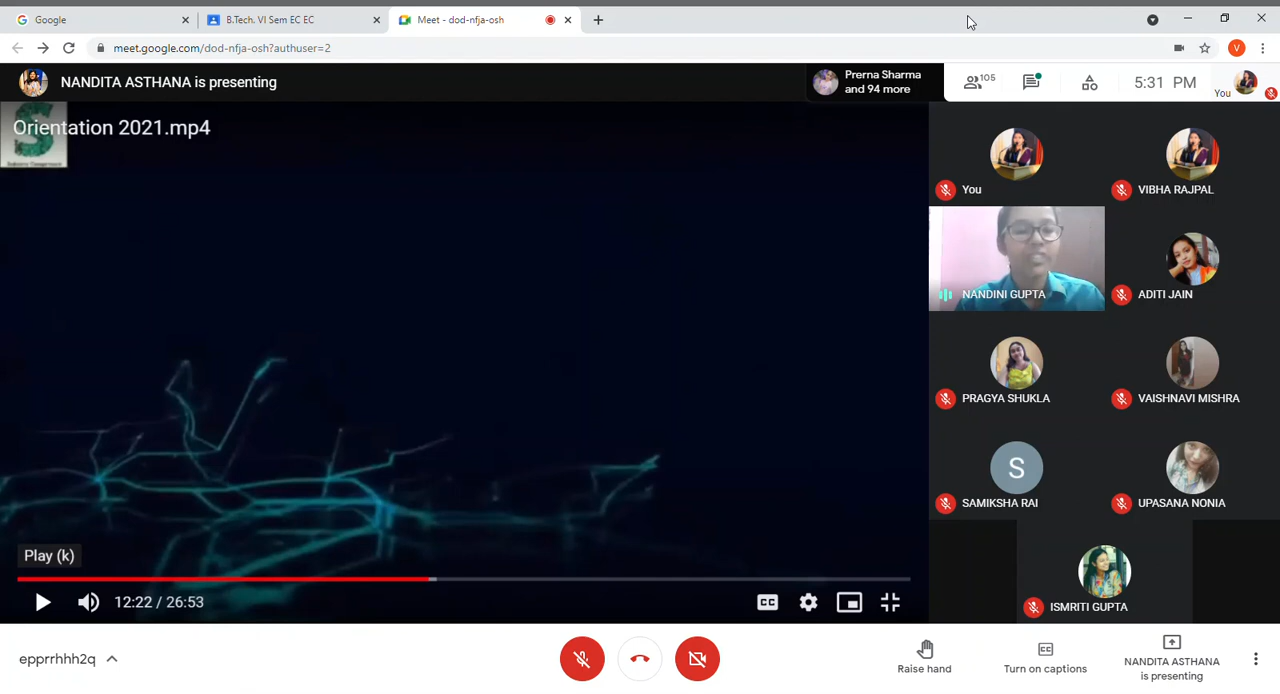 Google
B.Tech. VI Sem EC EC
Meet - dod-nfja-osh
meet.google.com/dod-nfja-osh?authuser=2
V
NANDITA ASTHANA is presenting
Prerna Sharma
and 94 more
105
5:31 PM
You
Orientation 2021.mp4
S
You
VIBHA RAJPAL
NANDINI GUPTA
ADITI JAIN
PRAGYA SHUKLA
VAISHNAVI MISHRA
S
SAMIKSHA RAI
UPASANA NONIA
ISMRITI GUPTA
Play (k)
12:22 / 26:53
CC
epprrhhh2q
Raise hand
Turn on captions
NANDITA ASTHANA
is presenting